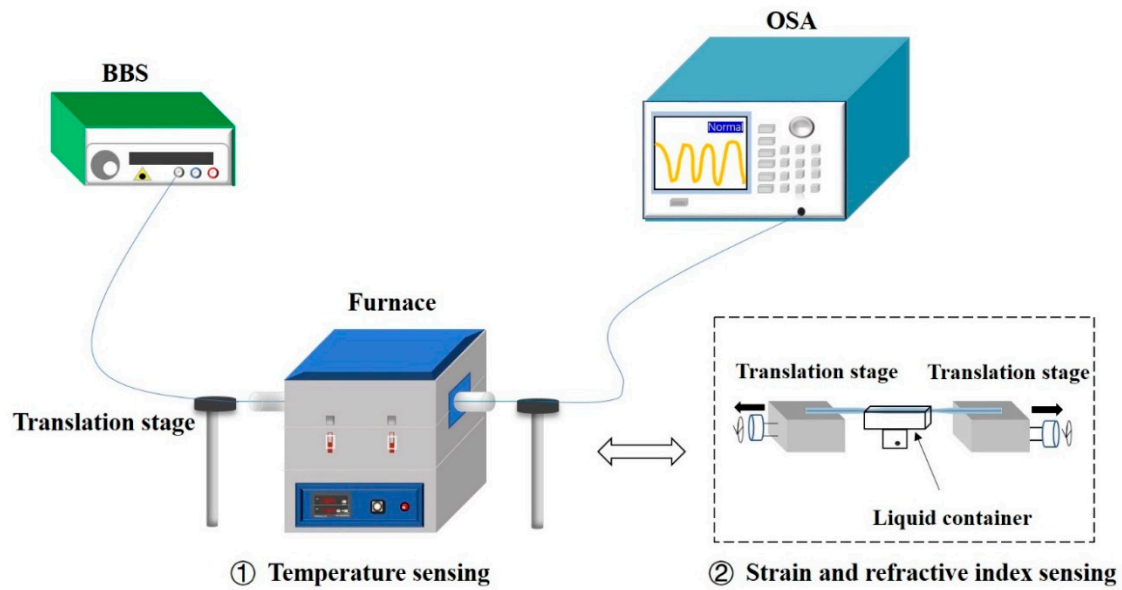 OSA
BBS
Normal
Furnace
Translation stage
Translation stage
Translation stage
Liquid container
① Temperature sensing
② Strain and refractive index sensing